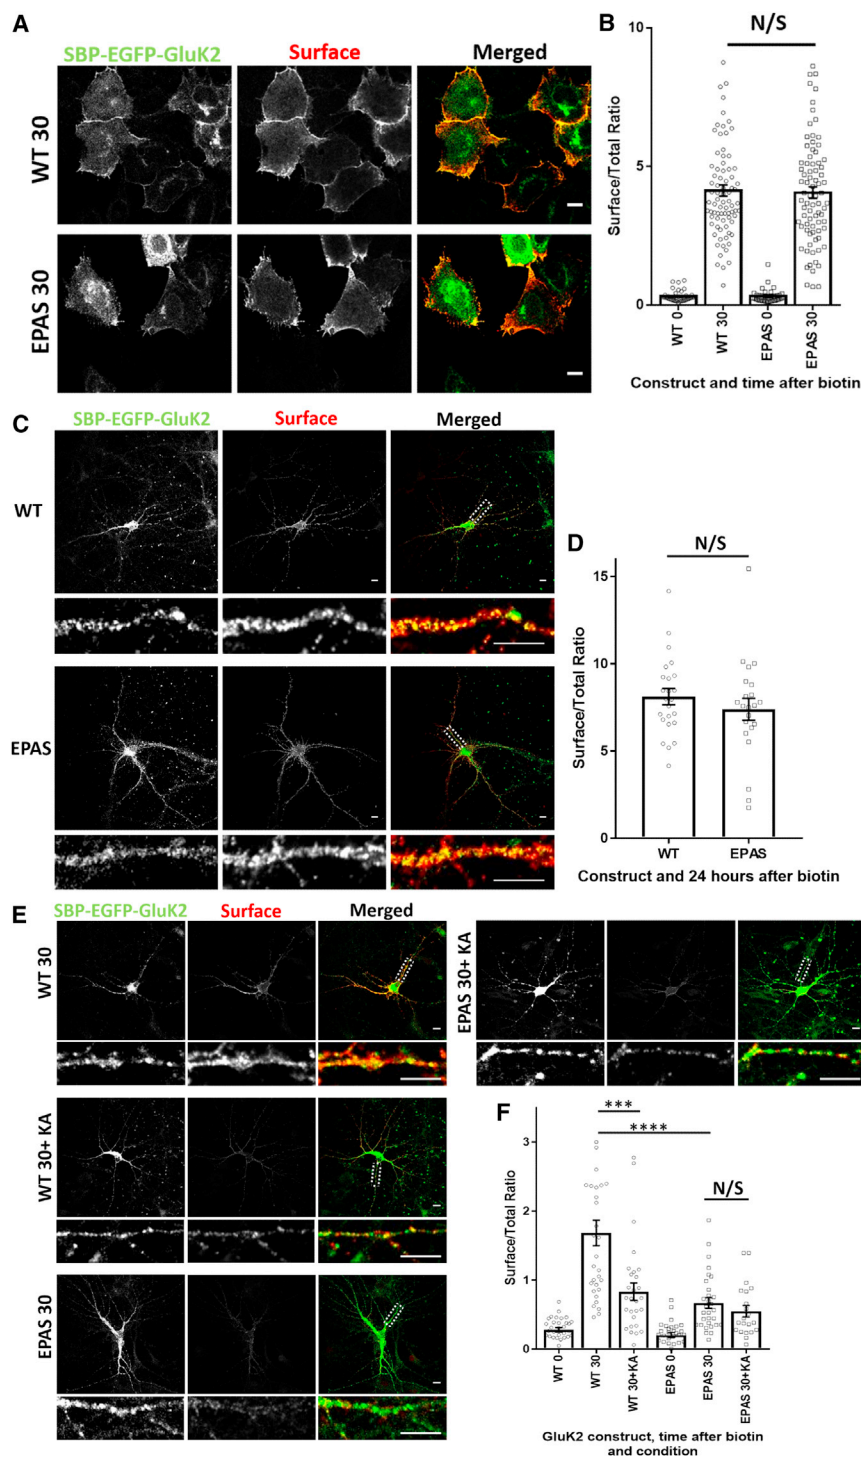 A
SBP-EGFP-GluK2 Surface Merged
WT 30
EPAS 30
B
N/S
Surface/Total Ratio
10
5
0
WT 0
WT 30
EPAS 0
EPAS 30
Construct and time after biotin
C
SBP-EGFP-GluK2 Surface Merged
WT
EPAS
D
N/S
Surface/Total Ratio
15
10
5
0
WT EPAS
Construct and 24 hours after biotin
E
SBP-EGFP-GluK2 Surface Merged
WT 30
WT 30+ KA
EPAS 30
EPAS 30+ KA
F
***
****
N/S
Surface/Total Ratio
3
2
1
0
WT 0
WT 30
WT 30+KA
EPAS 0
EPAS 30
EPAS 30+KA
GluK2 construct, time after biotin
and condition